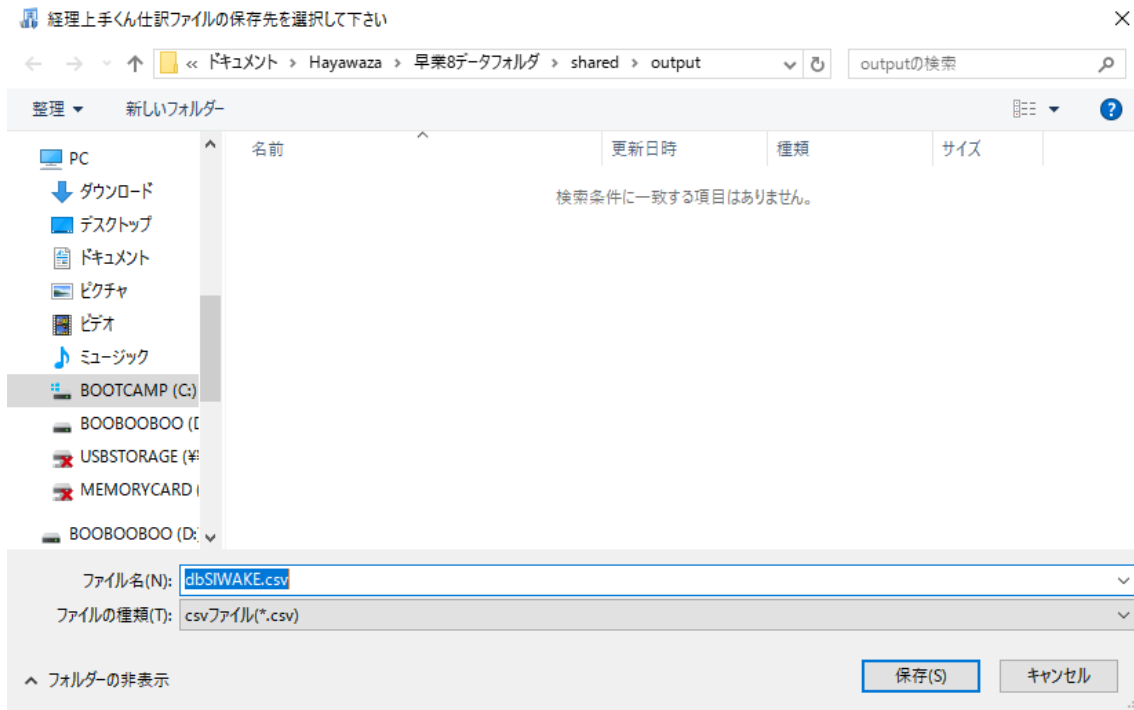 経理上手くん仕訳ファイルの保存先を選択して下さい
« ドキュメント > Hayawaza > 早業8データフォルダ > shared > output
outputの検索
整理 新しいフォルダー
名前 更新日時 種類 サイズ
検索条件に一致する項目はありません。
PC
ダウンロード
デスクトップ
ドキュメント
ピクチャ
ビデオ
ミュージック
BOOTCAMP (C:)
BOOBOOBOO (D
USBSTORAGE (¥
MEMORYCARD (
BOOBOOBOO (D:
ファイル名(N): dbSIWAKE.csv
ファイルの種類(T): csvファイル(*.csv)
フォルダーの非表示 保存(S) キャンセル